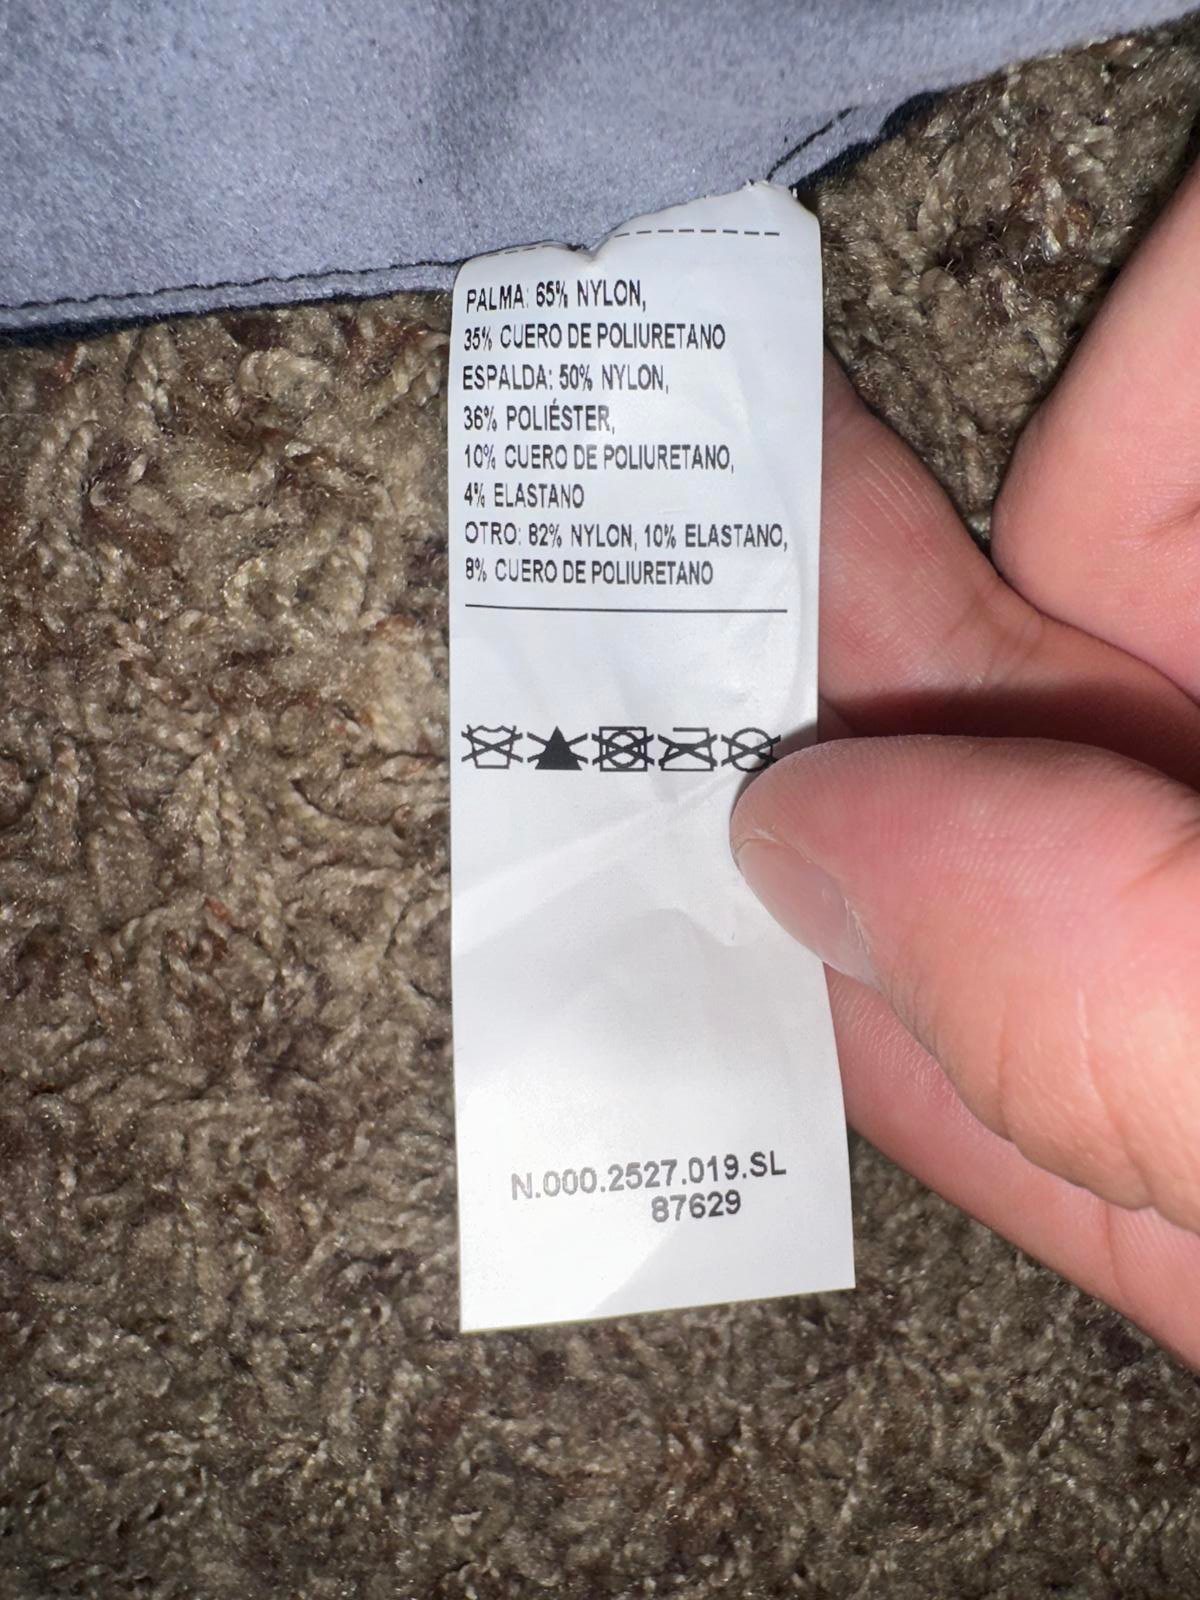 PALMA: 65% NYLON,
35% CUERO DE POLIURETANO
ESPALDA: 50% NYLON,
36% POLIÉSTER,
10% CUERO DE POLIURETANO,
4% ELASTANO
OTRO: 82% NYLON, 10% ELASTANO,
8% CUERO DE POLIURETANO
N.000.2527.019.SL
87629